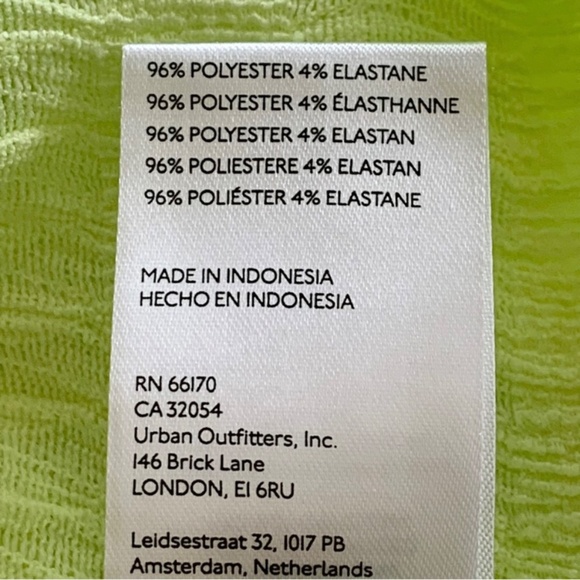 96% POLYESTER 4% ELASTANE
96% POLYESTER 4% ÉLASTHANNE
96% POLYESTER 4% ELASTAN
96% POLIESTERE 4% ELASTAN
96% POLIÉSTER 4% ELASTANE
MADE IN INDONESIA
HECHO EN INDONESIA
RN 66170
CA 32054
Urban Outfitters, Inc.
146 Brick Lane
LONDON, E1 6RU
Leidsestraat 32, 1017 PB
Amsterdam, Netherlands